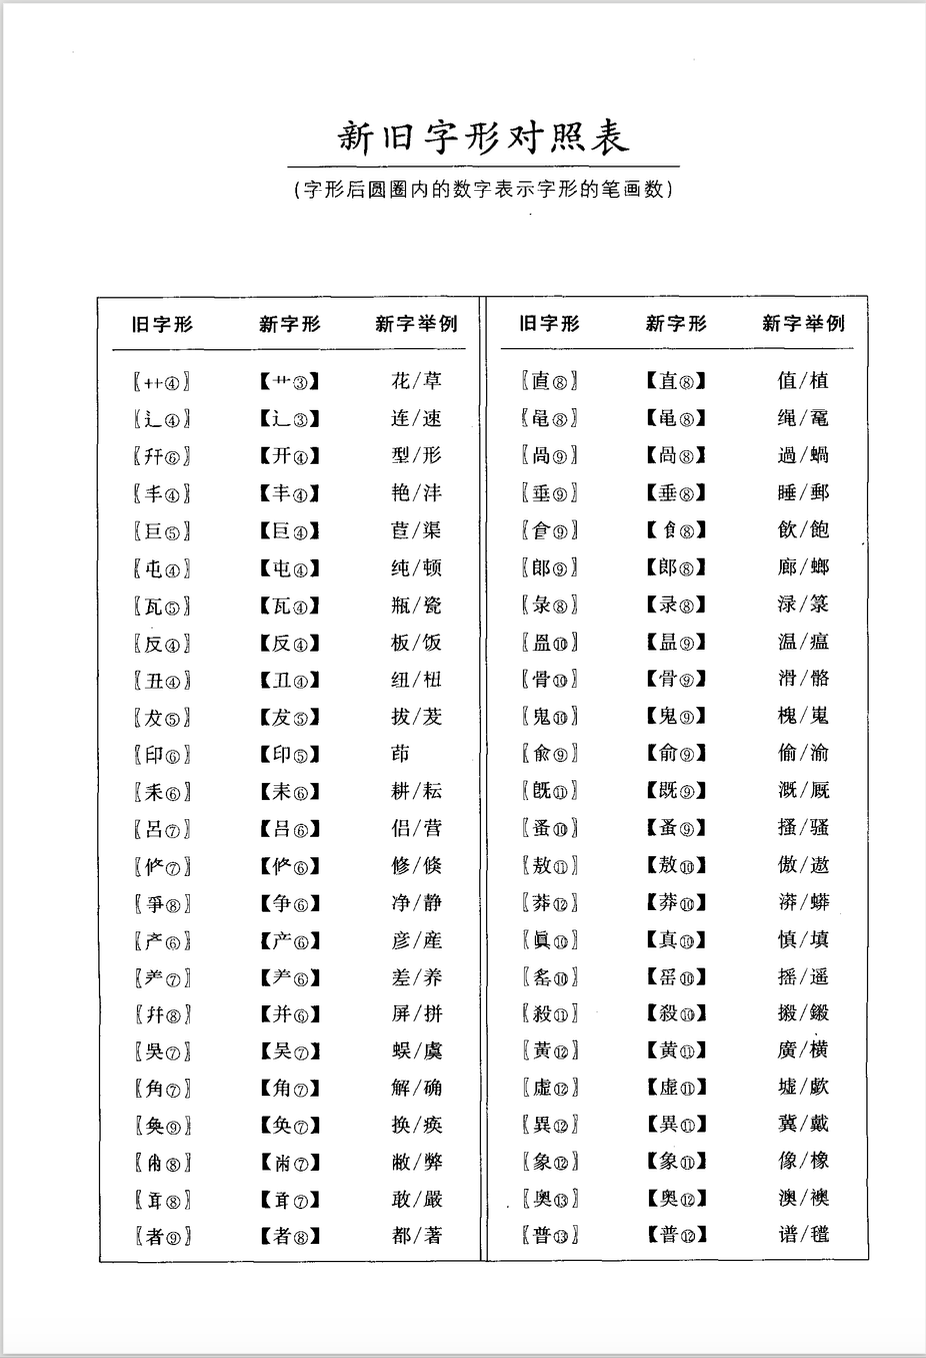 新旧字形对照表
(字形后圆圈内的数字表示字形的笔画数)
旧字形 新字形 新字举例
〖艹④〗 【艹③】 花/草
〖辶④〗 【辶③】 连/速
〖幵⑥〗 【开④】 型/形
〖丰④〗 【丰④】 艳/沣
〖巨⑤〗 【巨④】 苣/渠
〖屯④〗 【屯④】 纯/顿
〖瓦⑤〗 【瓦④】 瓶/瓷
〖反④〗 【反④】 板/饭
〖丑④〗 【丑④】 纽/杻
〖犮⑤〗 【犮⑤】 拔/茇
〖印⑥〗 【印⑤】 茚
〖耒⑥〗 【耒⑥】 耕/耘
〖呂⑦〗 【吕⑥】 侣/营
〖㣊⑦〗 【㣊⑥】 修/倏
〖爭⑧〗 【争⑥】 净/静
〖产⑥〗 【产⑥】 彦/産
〖⑦〗 【⑥】 差/养
〖幷⑧〗 【并⑥】 屏/拼
〖吳⑦〗 【吴⑦】 蜈/虞
〖角⑦〗 【角⑦】 解/确
〖奐⑨〗 【奂⑦】 换/痪
〖㡀⑧〗 【㡀⑦】 敝/弊
〖耳⑧〗 【耳⑦】 敢/嚴
〖者⑨〗 【者⑧】 都/著
旧字形 新字形 新字举例
〖直⑧〗 【直⑧】 值/植
〖黾⑧〗 【黾⑧】 绳/鼋
〖咼⑨〗 【咼⑧】 過/蝸
〖垂⑨〗 【垂⑧】 睡/郵
〖飠⑨〗 【飠⑧】 飲/飽
〖郎⑨〗 【郎⑧】 廊/螂
〖彔⑧〗 【录⑧】 渌/箓
〖昷⑩〗 【昷⑨】 温/瘟
〖骨⑩〗 【骨⑨】 滑/骼
〖鬼⑩〗 【鬼⑨】 槐/嵬
〖兪⑨〗 【俞⑨】 偷/渝
〖旣⑪〗 【既⑨】 溉/厩
〖蚤⑩〗 【蚤⑨】 搔/骚
〖敖⑪〗 【敖⑩】 傲/遨
〖莽⑫〗 【莽⑩】 漭/蟒
〖眞⑩〗 【真⑩】 慎/填
〖䍃⑩〗 【䍃⑩】 摇/遥
〖殺⑪〗 【殺⑩】 摋/鎩
〖黃⑫〗 【黄⑪】 廣/横
〖虛⑫〗 【虚⑪】 墟/歔
〖異⑫〗 【異⑪】 冀/戴
〖象⑫〗 【象⑪】 像/橡
〖奧⑬〗 【奥⑫】 澳/襖
〖普⑬〗 【普⑫】 谱/氆